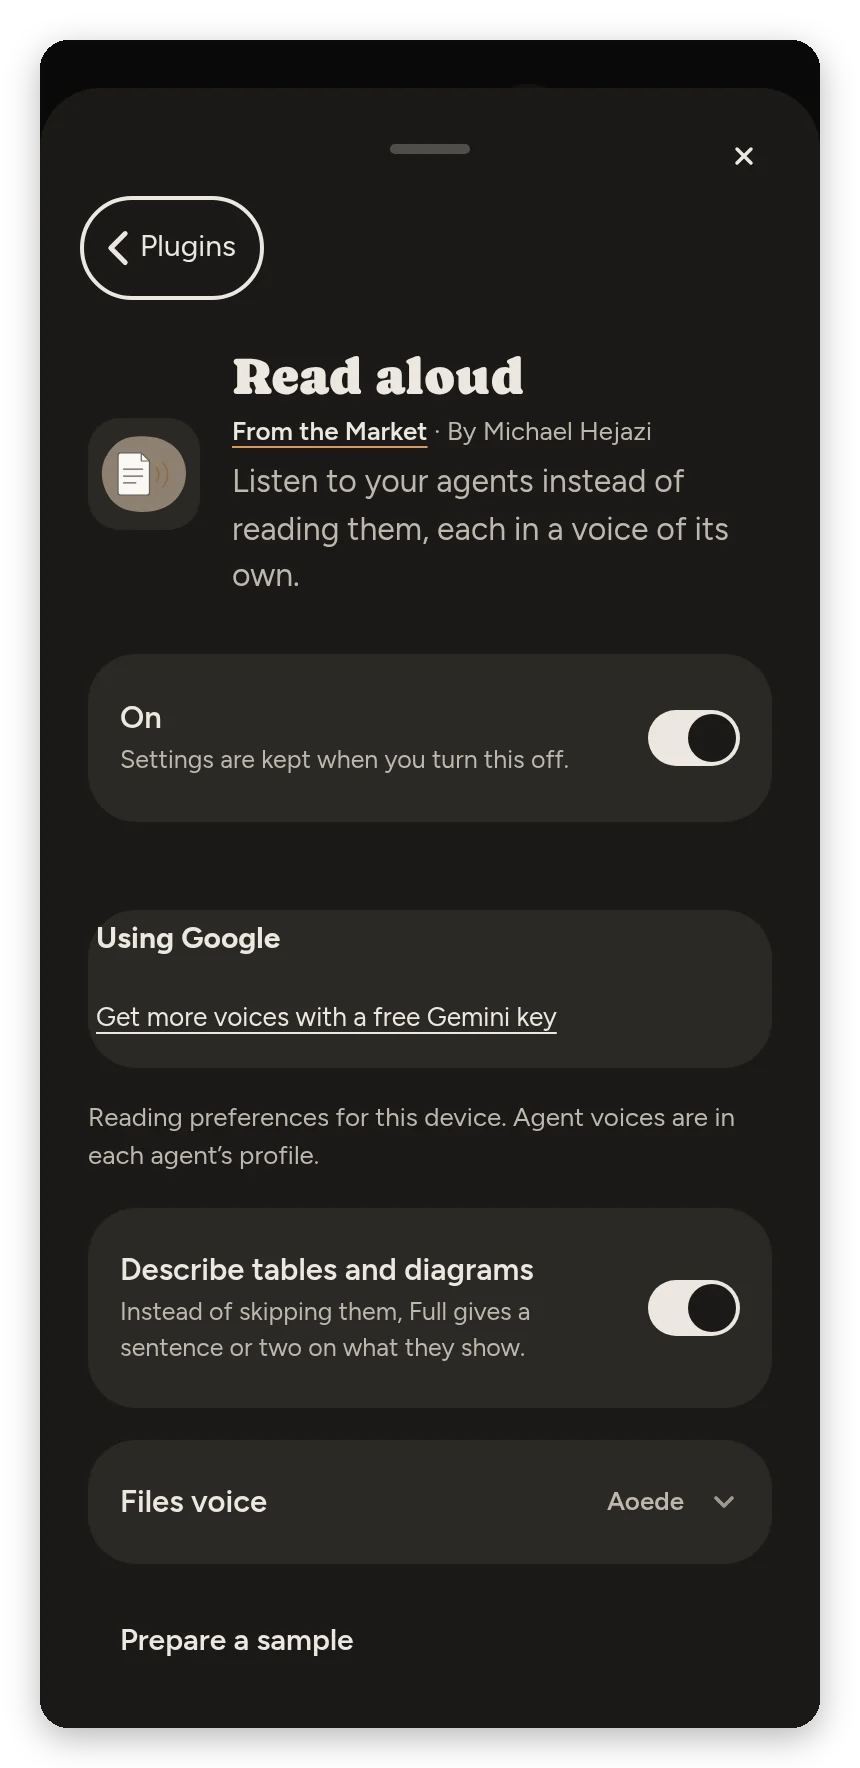 Plugins
Read aloud
From the Market · By Michael Hejazi
Listen to your agents instead of
reading them, each in a voice of its
own.
On
Settings are kept when you turn this off.
Using Google
Get more voices with a free Gemini key
Reading preferences for this device. Agent voices are in
each agent’s profile.
Describe tables and diagrams
Instead of skipping them, Full gives a
sentence or two on what they show.
Files voice
Aoede
Prepare a sample